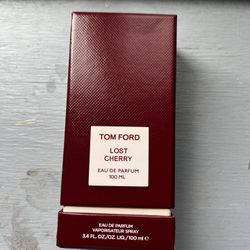 TOM FORD
LOST
CHERRY
EAU DE PARFUM
100 ML
EAU DE PARFUM
VAPORISATEUR SPRAY
3.4 FL. OZ./OZ. LIQ./100 ml ℮